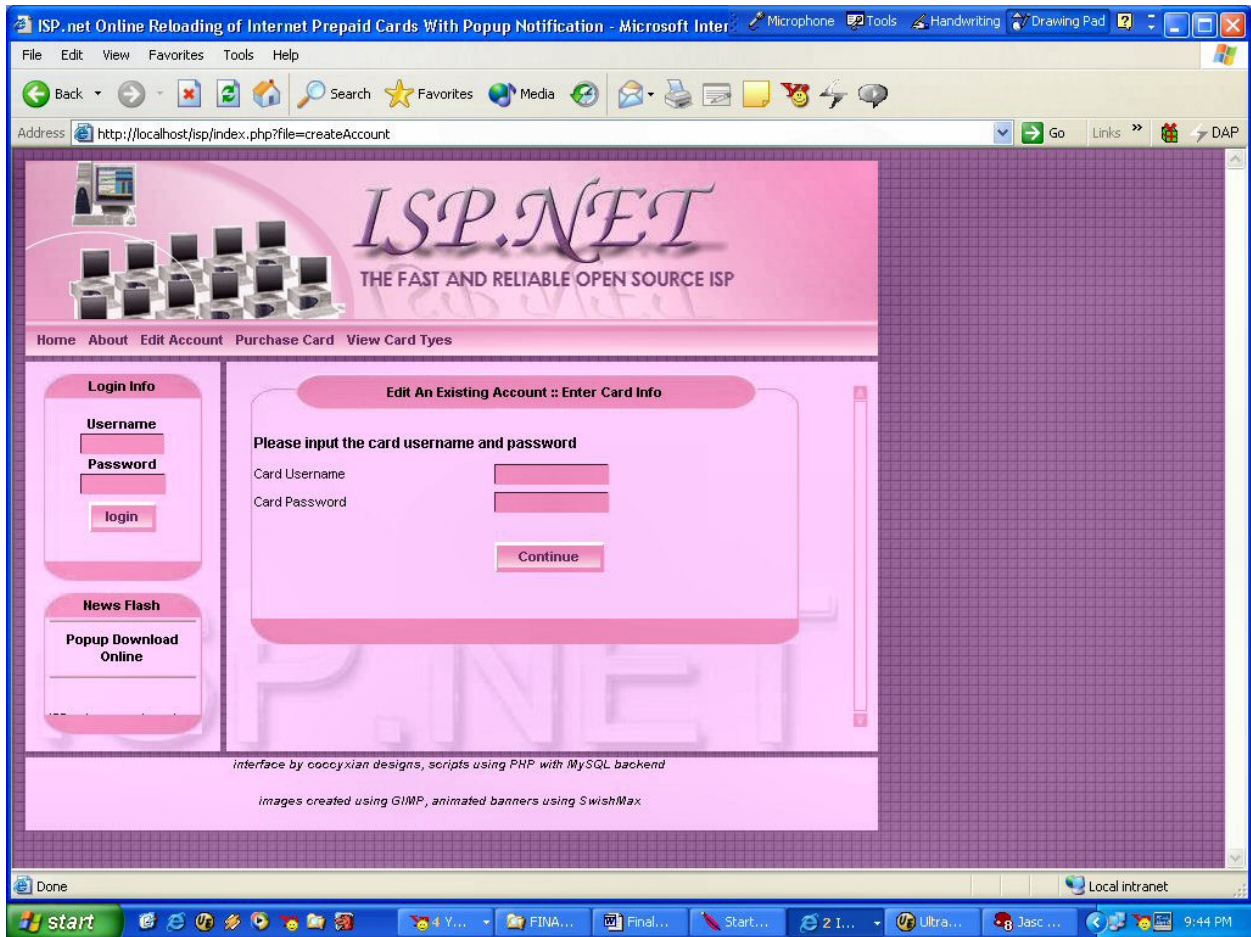 ISP.net Online Reloading of Internet Prepaid Cards With Popup Notification - Microsoft Inter
Microphone Tools Handwriting Drawing Pad
File Edit View Favorites Tools Help
Back Search Favorites Media
Address http://localhost/isp/index.php?file=createAccount Go Links » DAP
ISP.NET
THE FAST AND RELIABLE OPEN SOURCE ISP
Home About Edit Account Purchase Card View Card Tyes
Login Info
Username
Password
login
News Flash
Popup Download
Online
Edit An Existing Account :: Enter Card Info
Please input the card username and password
Card Username
Card Password
Continue
ISP.NET
interface by coccyxian designs, scripts using PHP with MySQL backend
images created using GIMP, animated banners using SwishMax
Done Local intranet
start 4 Y... FINA... Final... Start... 2 I... Ultra... Jasc ... 9:44 PM